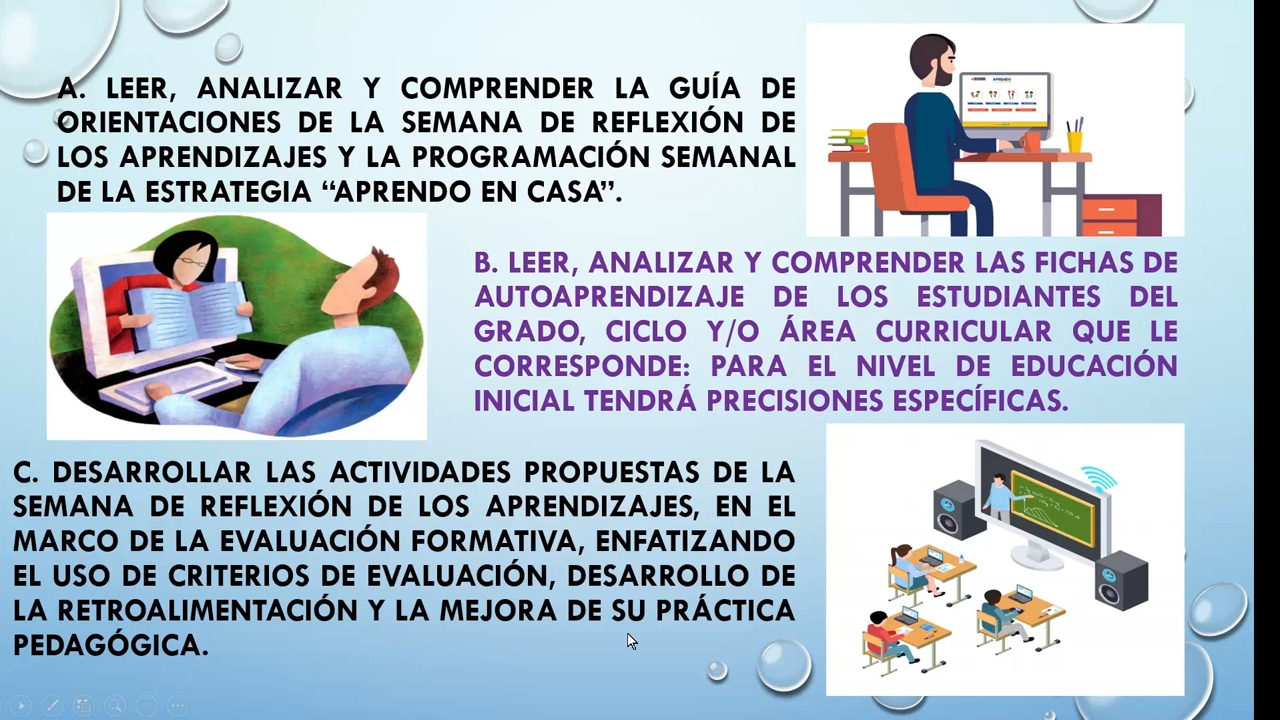 A. LEER, ANALIZAR Y COMPRENDER LA GUÍA DE
ORIENTACIONES DE LA SEMANA DE REFLEXIÓN DE
LOS APRENDIZAJES Y LA PROGRAMACIÓN SEMANAL
DE LA ESTRATEGIA “APRENDO EN CASA”.
B. LEER, ANALIZAR Y COMPRENDER LAS FICHAS DE
AUTOAPRENDIZAJE DE LOS ESTUDIANTES DEL
GRADO, CICLO Y/O ÁREA CURRICULAR QUE LE
CORRESPONDE: PARA EL NIVEL DE EDUCACIÓN
INICIAL TENDRÁ PRECISIONES ESPECÍFICAS.
C. DESARROLLAR LAS ACTIVIDADES PROPUESTAS DE LA
SEMANA DE REFLEXIÓN DE LOS APRENDIZAJES, EN EL
MARCO DE LA EVALUACIÓN FORMATIVA, ENFATIZANDO
EL USO DE CRITERIOS DE EVALUACIÓN, DESARROLLO DE
LA RETROALIMENTACIÓN Y LA MEJORA DE SU PRÁCTICA
PEDAGÓGICA.